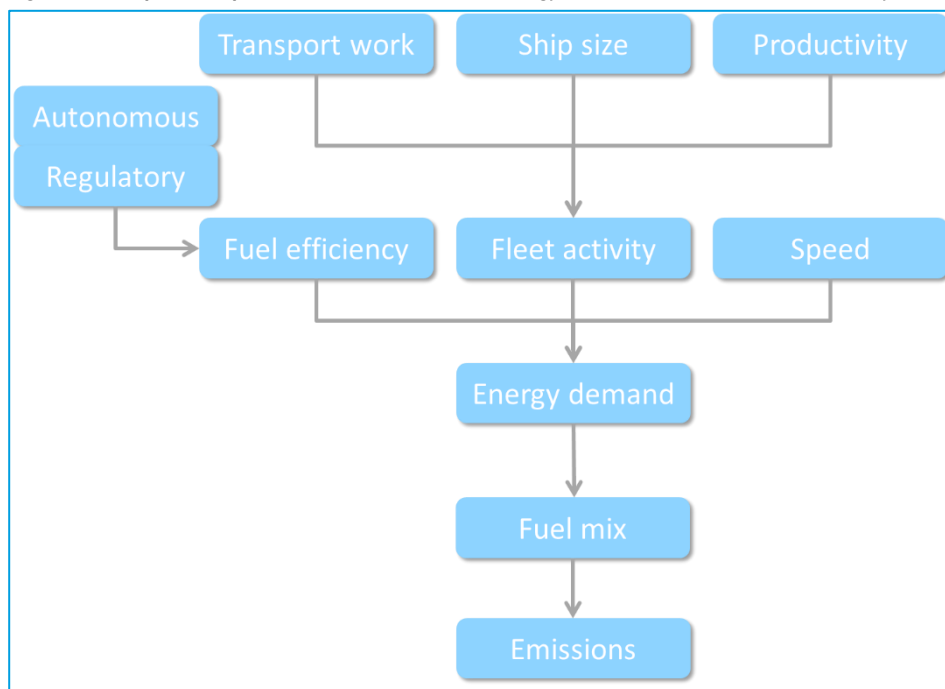 Transport work
Ship size
Productivity
Autonomous
Regulatory
Fuel efficiency
Fleet activity
Speed
Energy demand
Fuel mix
Emissions